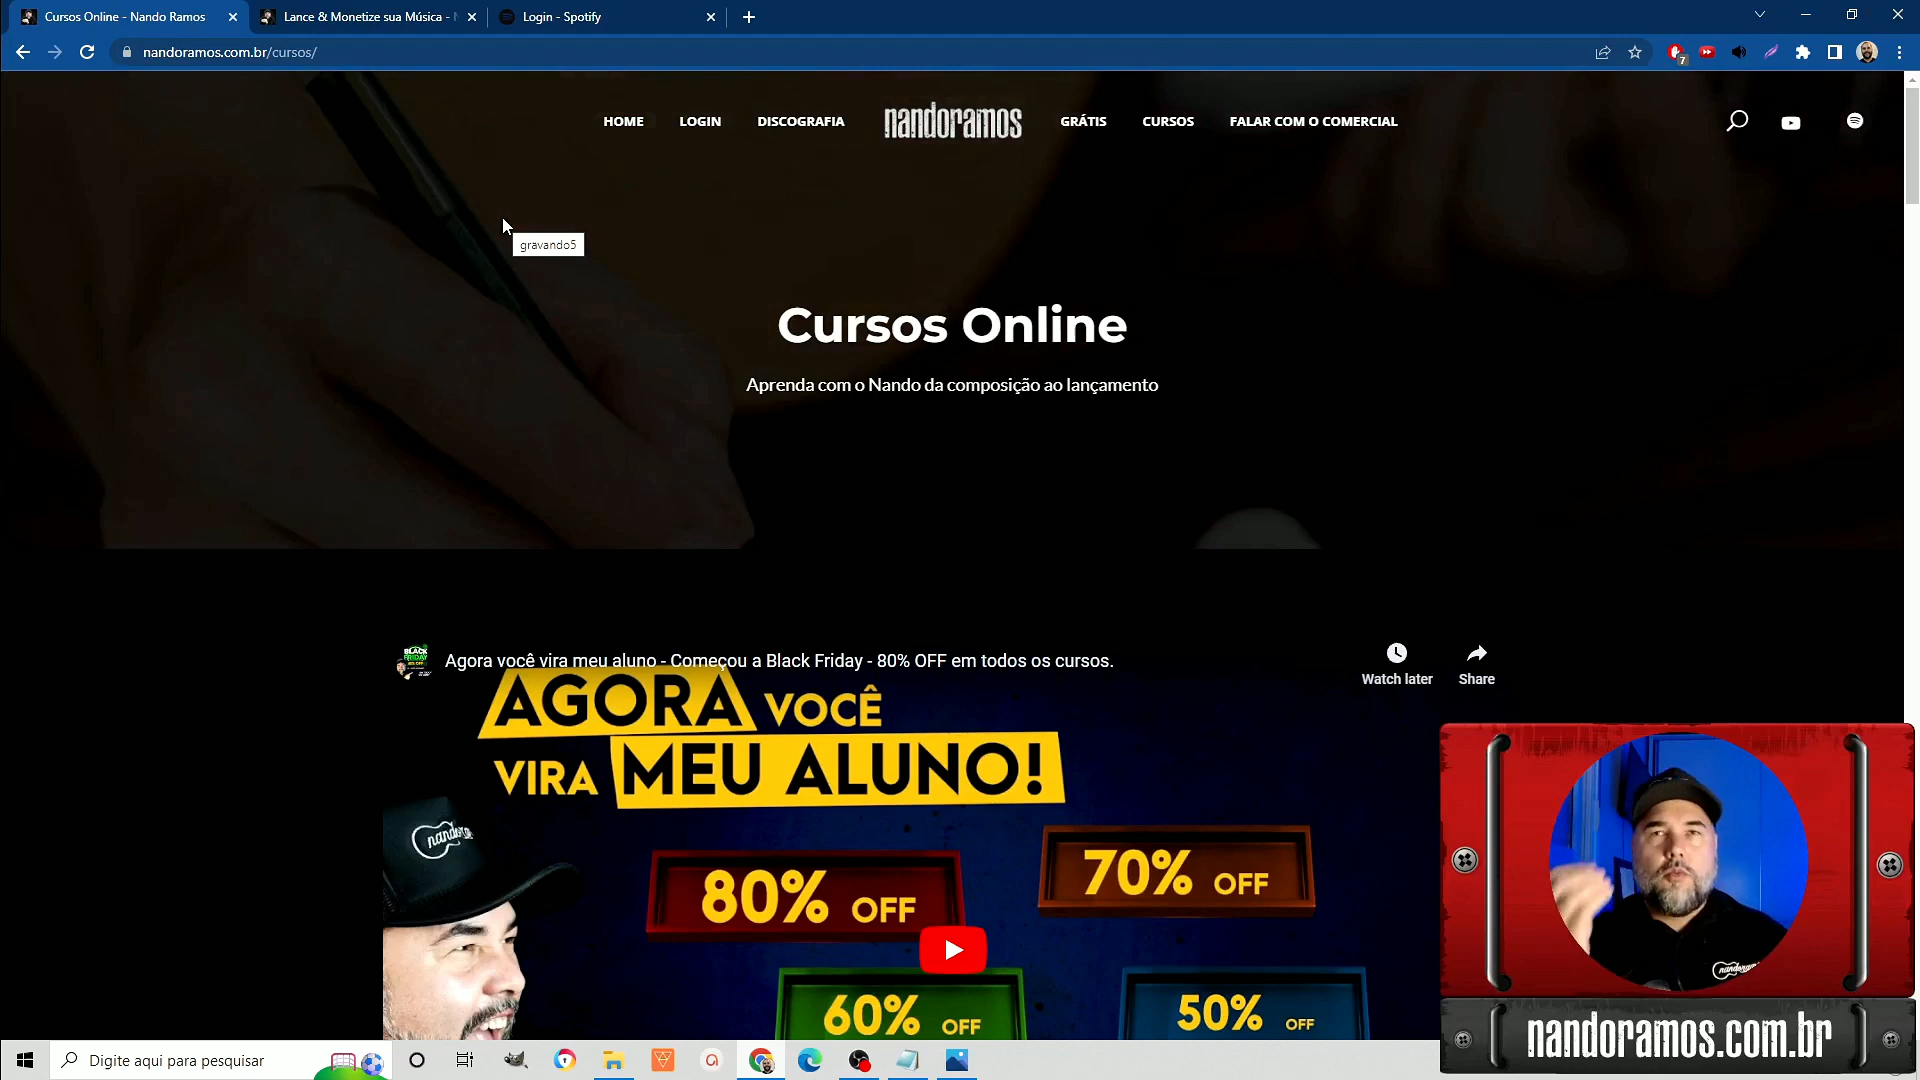 Cursos Online - Nando Ramos
Lance & Monetize sua Música -
Login - Spotify
nandoramos.com.br/cursos/
7
HOME
LOGIN
DISCOGRAFIA
nandoramos
GRÁTIS
CURSOS
FALAR COM O COMERCIAL
gravando5
Cursos Online
Aprenda com o Nando da composição ao lançamento
BLACK
FRIDAY
Agora você vira meu aluno - Começou a Black Friday - 80% OFF em todos os cursos.
Watch later
Share
AGORA VOCÊ
VIRA MEU ALUNO!
80% OFF
70% OFF
60% OFF
50% OFF
nandoramos.com.br
Digite aqui para pesquisar